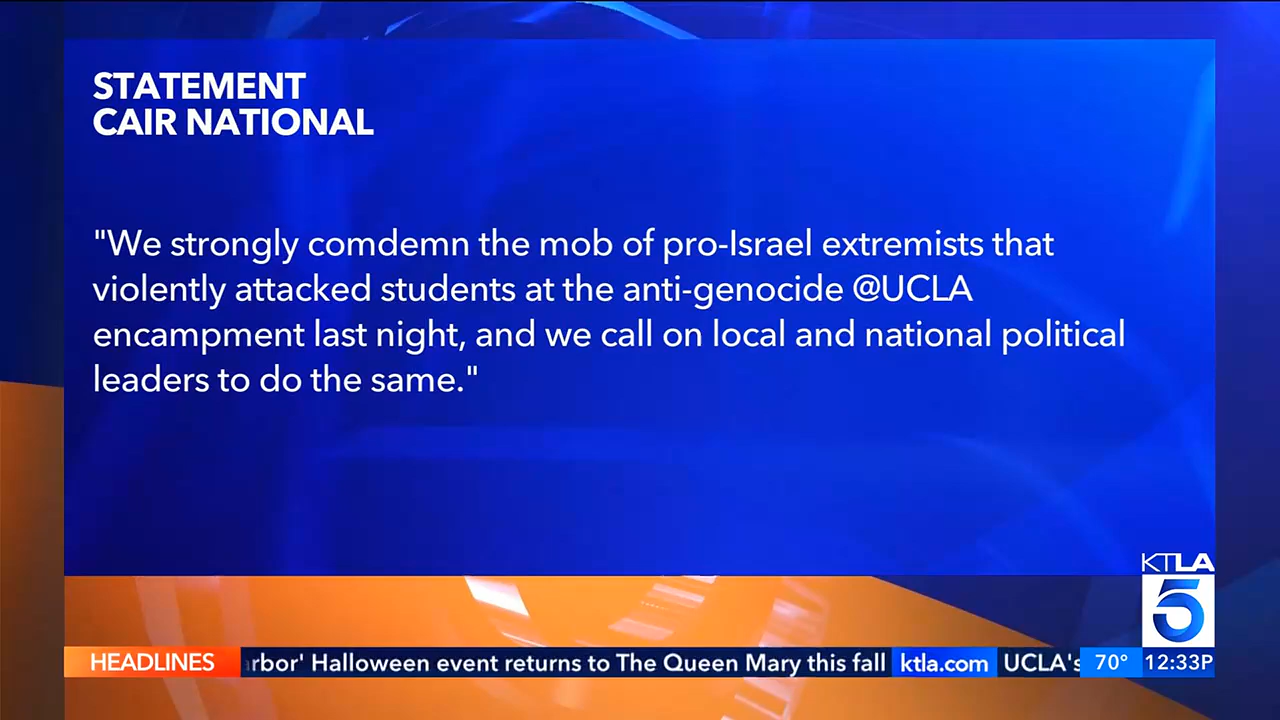 STATEMENT
CAIR NATIONAL
"We strongly comdemn the mob of pro-Israel extremists that
violently attacked students at the anti-genocide @UCLA
encampment last night, and we call on local and national political
leaders to do the same."
KTLA
5
HEADLINES
arbor' Halloween event returns to The Queen Mary this fall
ktla.com
UCLA's
70°
12:33P